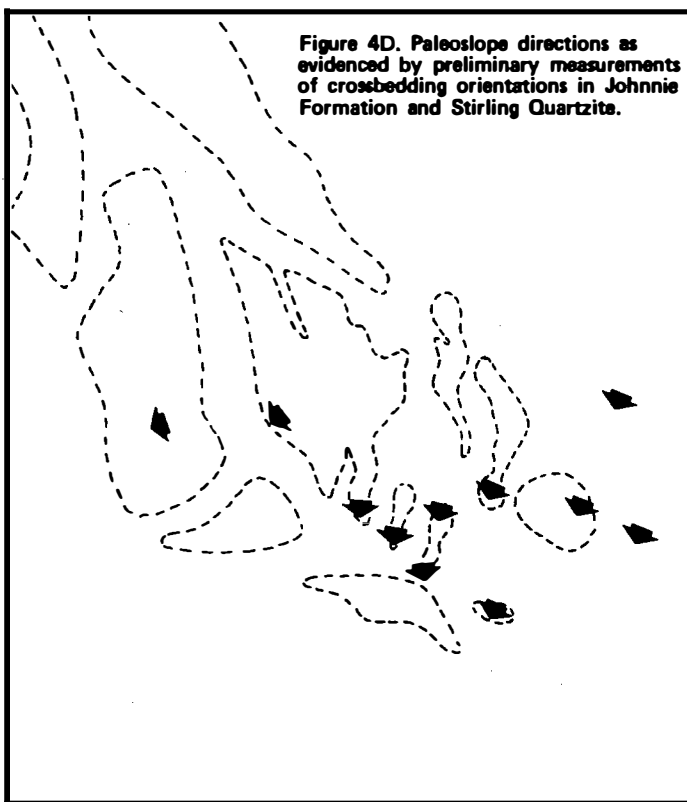 Figure 4D. Paleoslope directions as
evidenced by preliminary measurements
of crossbedding orientations in Johnnie
Formation and Stirling Quartzite.